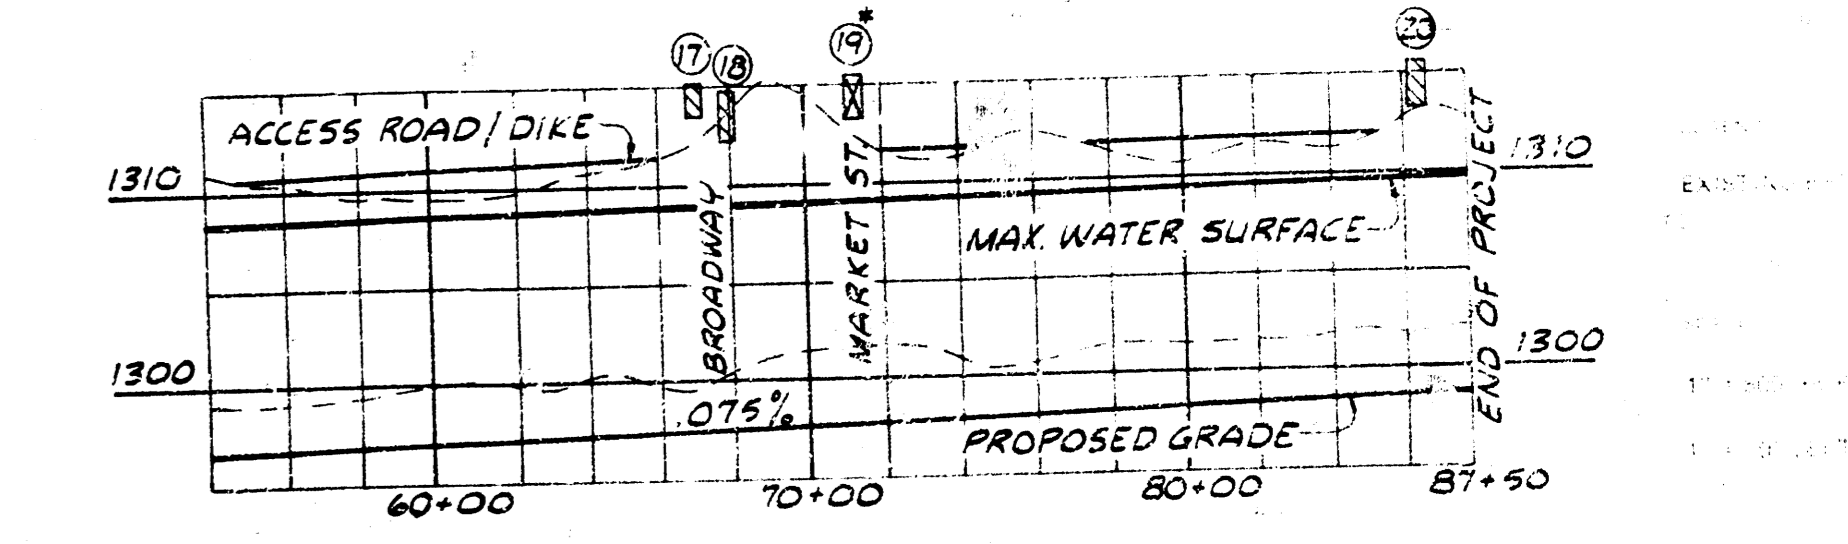 *
17 18 19 20
ACCESS ROAD/DIKE
1310
1310
BROADWAY
MARKET ST.
MAX. WATER SURFACE
END OF PROJECT
1300
1300
.075%
PROPOSED GRADE
60+00 70+00 80+00 87+50